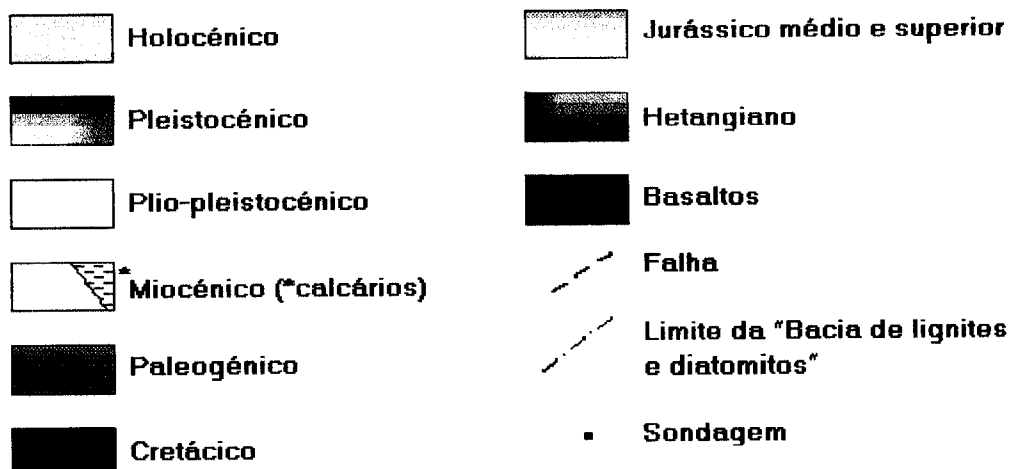 Holocénico
Pleistocénico
Plio-pleistocénico
*
Miocénico (*calcários)
Paleogénico
Cretácico
Jurássico médio e superior
Hetangiano
Basaltos
Falha
Limite da "Bacia de lignites
e diatomitos"
Sondagem